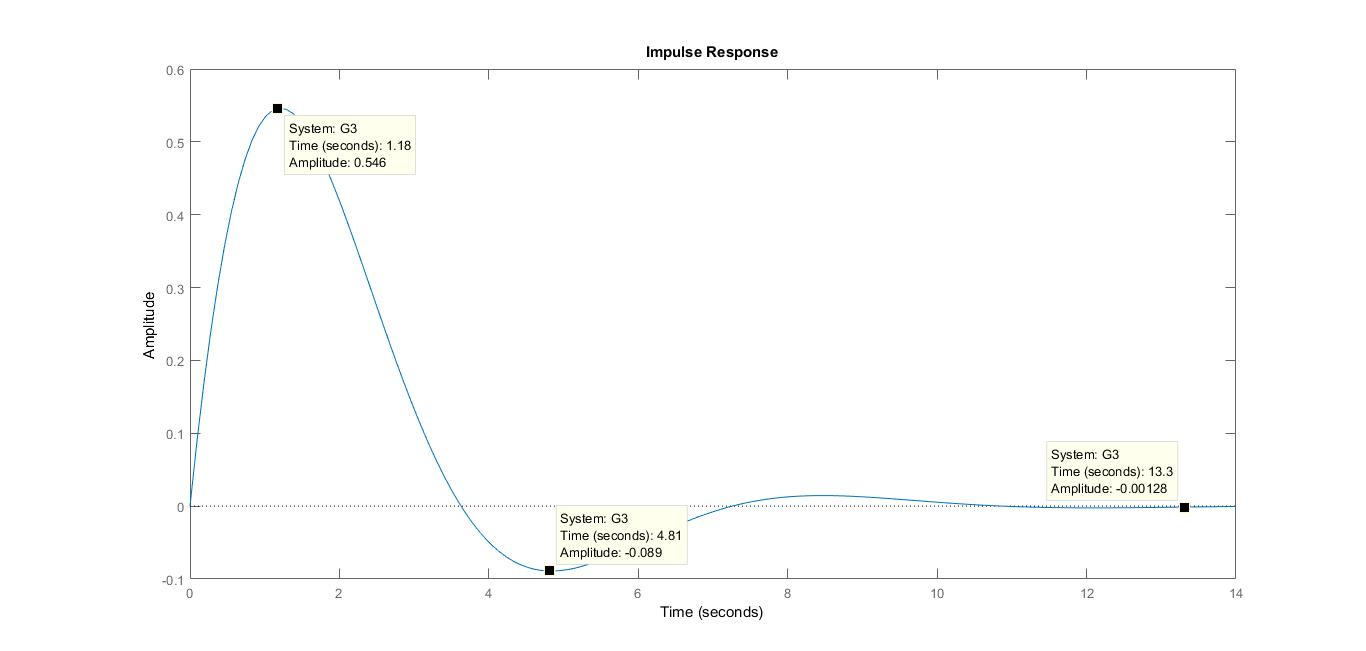 Impulse Response
0.6
System: G3
Time (seconds): 1.18
Amplitude: 0.546
0.5
0.4
0.3
Amplitude
0.2
0.1
System: G3
Time (seconds): 13.3
Amplitude: -0.00128
0
System: G3
Time (seconds): 4.81
Amplitude: -0.089
-0.1
0 2 4 6 8 10 12 14
Time (seconds)